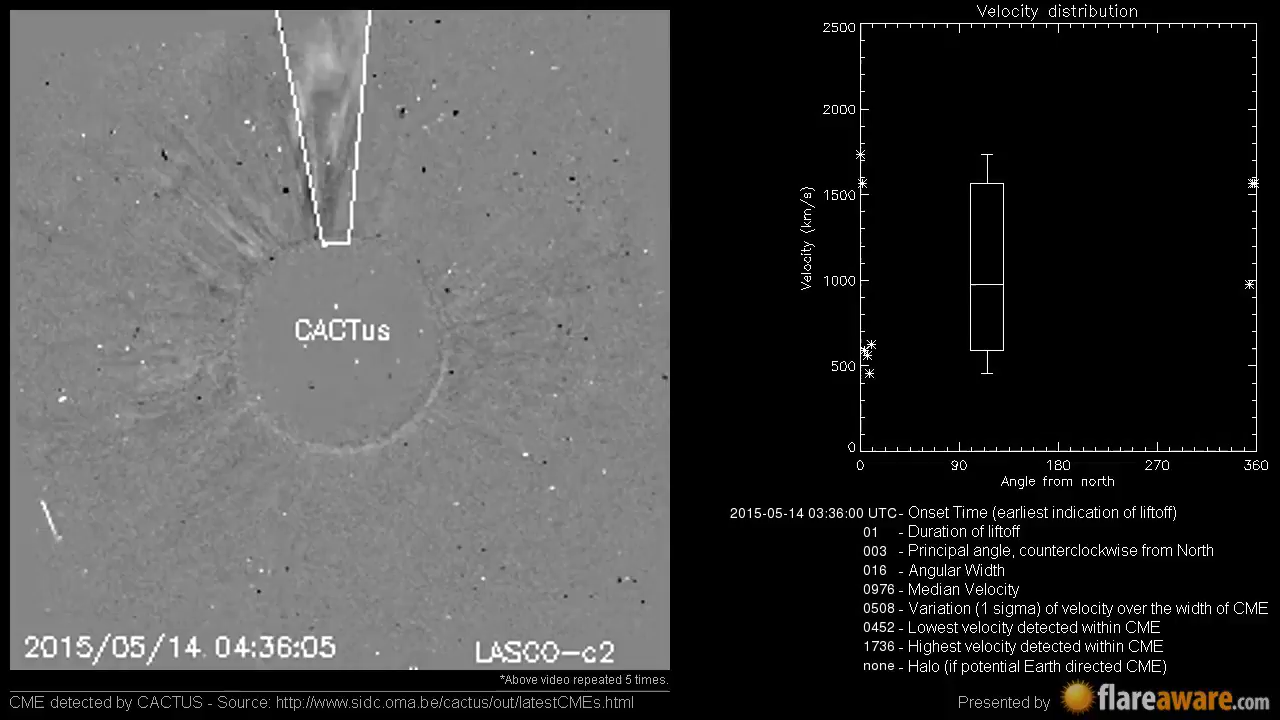 CACTus
2015/05/14 04:36:05 LASCO-c2
*Above video repeated 5 times.
CME detected by CACTUS - Source: http://www.sidc.oma.be/cactus/out/latestCMEs.html
Velocity distribution
2500
2000
1500
1000
500
0
Velocity (km/s)
0 90 180 270 360
Angle from north
2015-05-14 03:36:00 UTC - Onset Time (earliest indication of liftoff)
01 - Duration of liftoff
003 - Principal angle, counterclockwise from North
016 - Angular Width
0976 - Median Velocity
0508 - Variation (1 sigma) of velocity over the width of CME
0452 - Lowest velocity detected within CME
1736 - Highest velocity detected within CME
none - Halo (if potential Earth directed CME)
Presented by flareaware.com